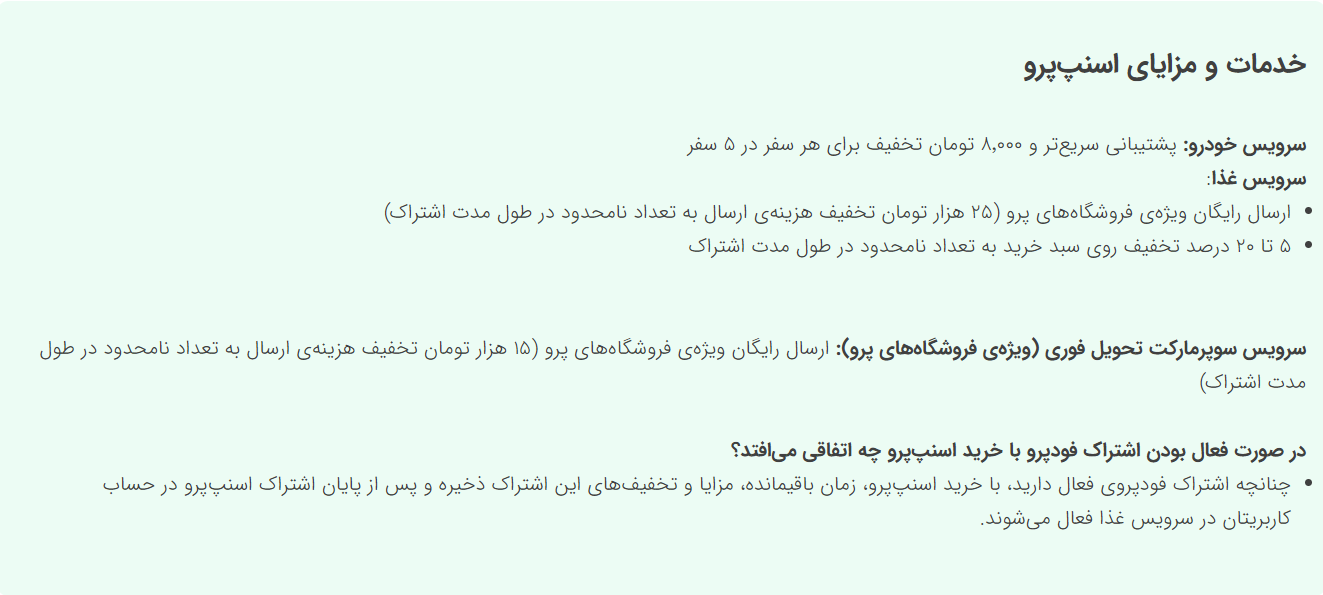 خدمات و مزایای اسنپ‌پرو
سرویس خودرو: پشتیبانی سریع‌تر و ۸,۰۰۰ تومان تخفیف برای هر سفر در ۵ سفر
سرویس غذا:
• ارسال رایگان ویژه‌ی فروشگاه‌های پرو (۲۵ هزار تومان تخفیف هزینه‌ی ارسال به تعداد نامحدود در طول مدت اشتراک)
• ۵ تا ۲۰ درصد تخفیف روی سبد خرید به تعداد نامحدود در طول مدت اشتراک
سرویس سوپرمارکت تحویل فوری (ویژه‌ی فروشگاه‌های پرو): ارسال رایگان ویژه‌ی فروشگاه‌های پرو (۱۵ هزار تومان تخفیف هزینه‌ی ارسال به تعداد نامحدود در طول
مدت اشتراک)
در صورت فعال بودن اشتراک فودپرو با خرید اسنپ‌پرو چه اتفاقی می‌افتد؟
• چنانچه اشتراک فودپروی فعال دارید، با خرید اسنپ‌پرو، زمان باقیمانده، مزایا و تخفیف‌های این اشتراک ذخیره و پس از پایان اشتراک اسنپ‌پرو در حساب
کاربریتان در سرویس غذا فعال می‌شوند.